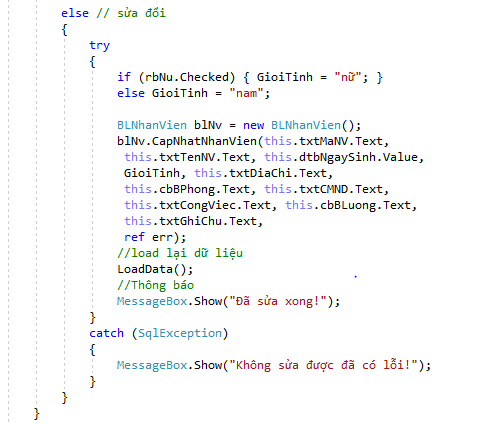 else // sửa đổi
{
try
{
if (rbNu.Checked) { GioiTinh = "nữ"; }
else GioiTinh = "nam";
BLNhanVien blNv = new BLNhanVien();
blNv.CapNhatNhanVien(this.txtMaNV.Text,
this.txtTenNV.Text, this.dtbNgaySinh.Value,
GioiTinh, this.txtDiaChi.Text,
this.cbBPhong.Text, this.txtCMND.Text,
this.txtCongViec.Text, this.cbBLuong.Text,
this.txtGhiChu.Text,
ref err);
//load lại dữ liệu
LoadData();
//Thông báo
MessageBox.Show("Đã sửa xong!");
}
catch (SqlException)
{
MessageBox.Show("Không sửa được đã có lỗi!");
}
}
}